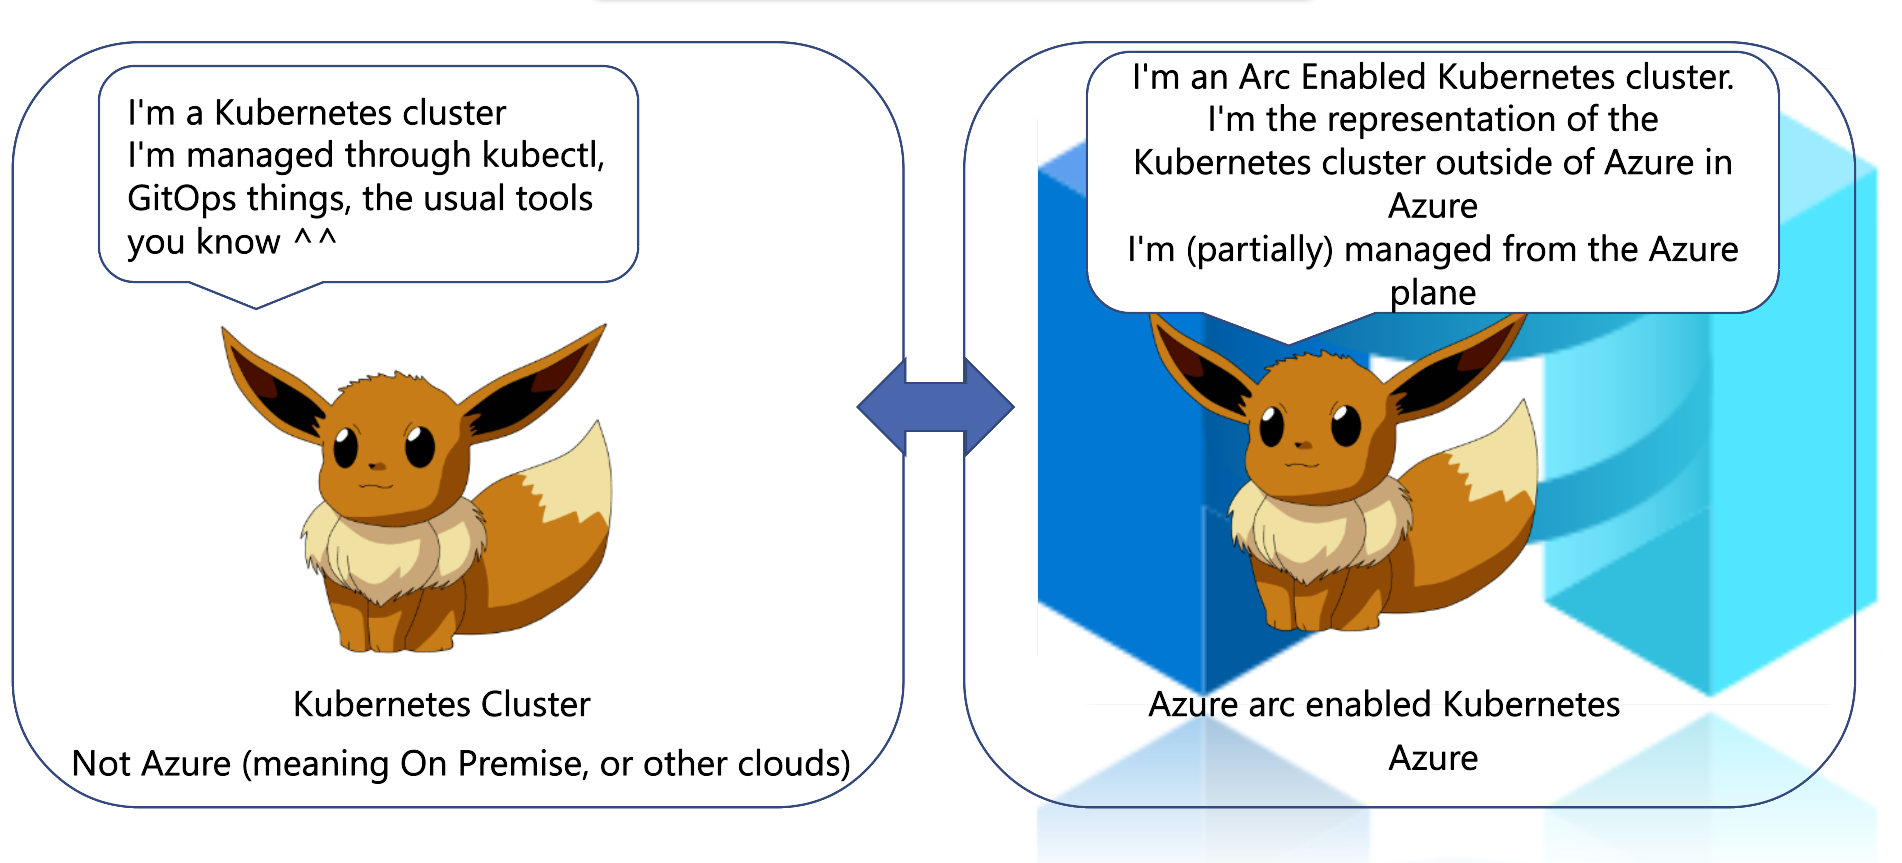 I'm a Kubernetes cluster
I'm managed through kubectl,
GitOps things, the usual tools
you know ^^
Kubernetes Cluster
Not Azure (meaning On Premise, or other clouds)
I'm an Arc Enabled Kubernetes cluster.
I'm the representation of the
Kubernetes cluster outside of Azure in
Azure
I'm (partially) managed from the Azure
plane
Azure arc enabled Kubernetes
Azure